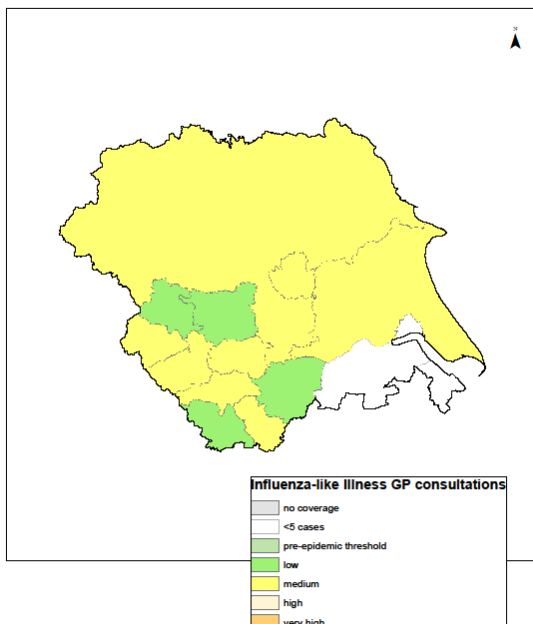 N
Influenza-like Illness GP consultations
no coverage
<5 cases
pre-epidemic threshold
low
medium
high
very high